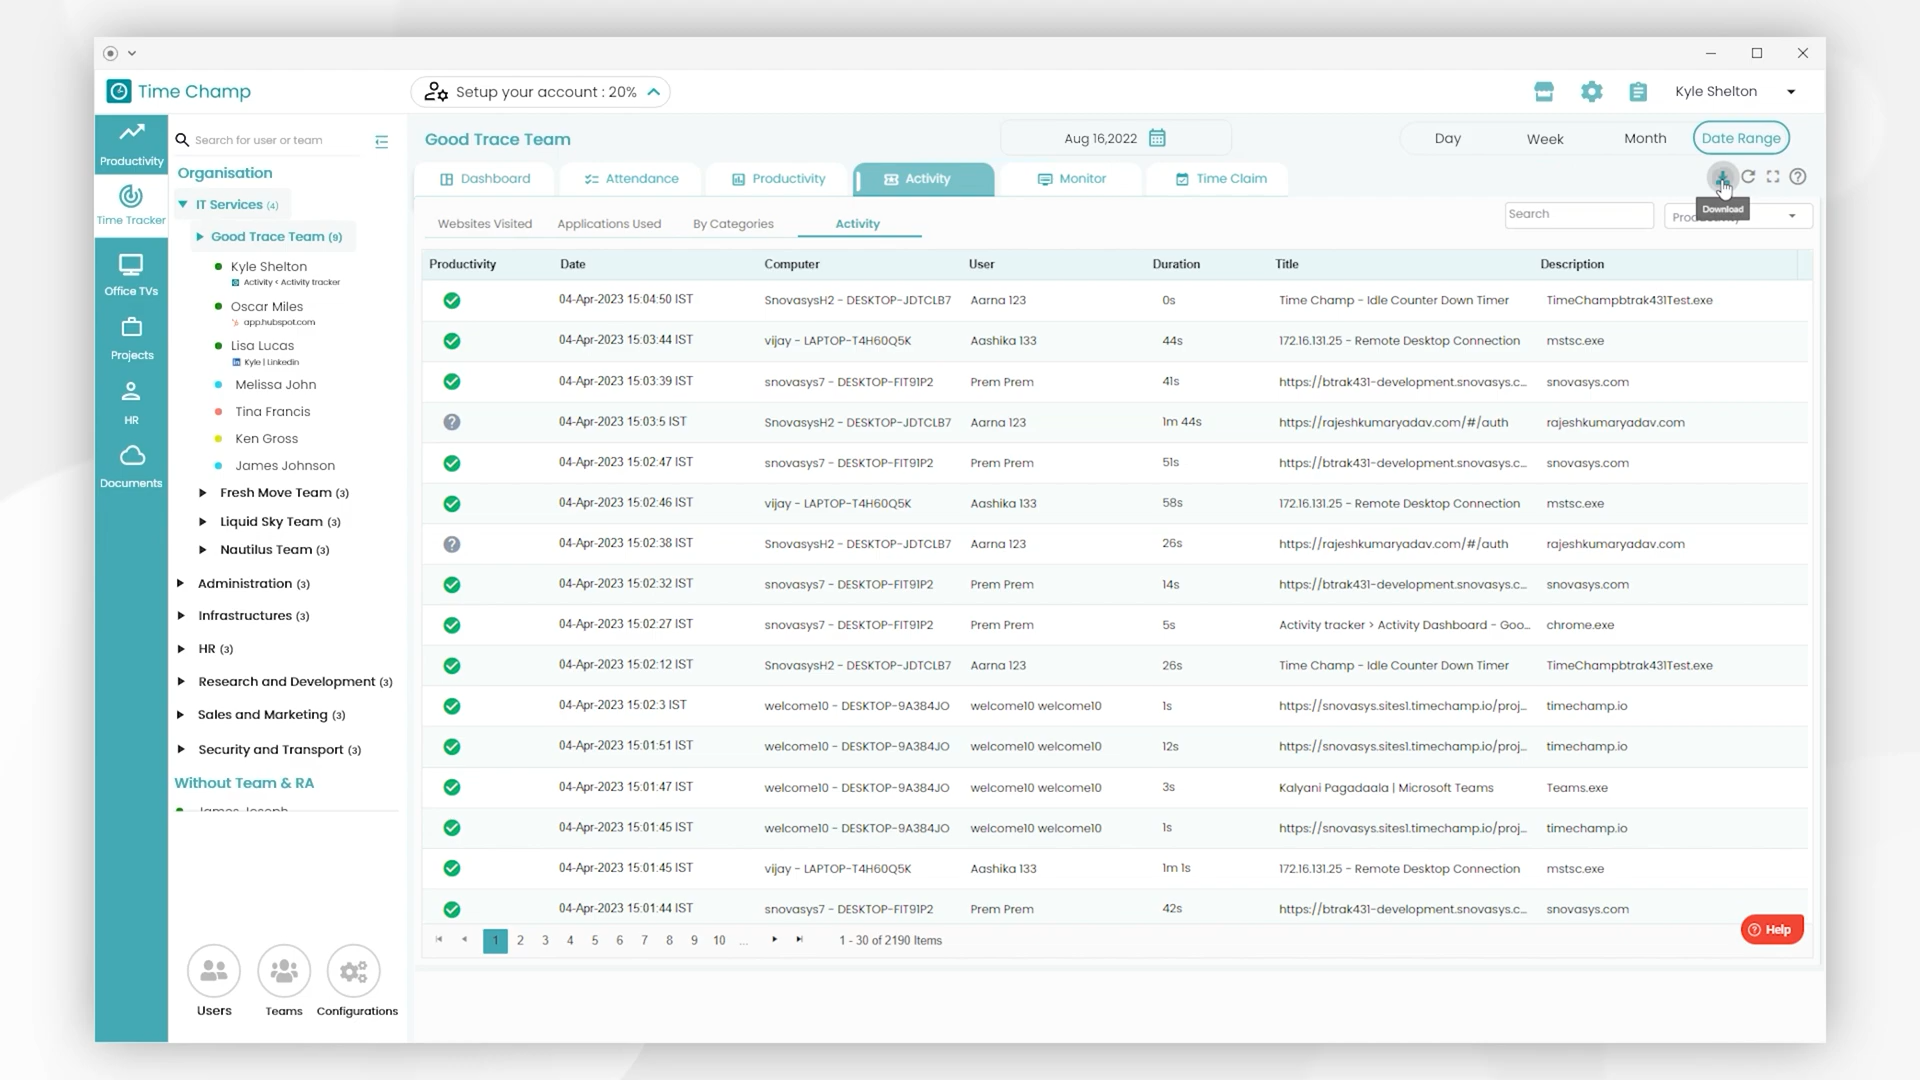 Time Champ
Setup your account : 20%
Kyle Shelton
Productivity
Time Tracker
Office TVs
Projects
HR
Documents
Search for user or team
Organisation
IT Services (4)
Good Trace Team (9)
Kyle Shelton
Activity < Activity tracker
Oscar Miles
app.hubspot.com
Lisa Lucas
Kyle | Linkedin
Melissa John
Tina Francis
Ken Gross
James Johnson
Fresh Move Team (3)
Liquid Sky Team (3)
Nautilus Team (3)
Administration (3)
Infrastructures (3)
HR (3)
Research and Development (3)
Sales and Marketing (3)
Security and Transport (3)
Without Team & RA
James Joseph
Users Teams Configurations
Good Trace Team
Aug 16,2022
Day Week Month Date Range
Dashboard Attendance Productivity Activity Monitor Time Claim
Download
Websites Visited Applications Used By Categories Activity
Search
Productivity Date Computer User Duration Title Description
04-Apr-2023 15:04:50 IST SnovasysH2 - DESKTOP-JDTCLB7 Aarna 123 0s Time Champ - Idle Counter Down Timer TimeChampbtrak431Test.exe
04-Apr-2023 15:03:44 IST vijay - LAPTOP-T4H60Q5K Aashika 133 44s 172.16.131.25 - Remote Desktop Connection mstsc.exe
04-Apr-2023 15:03:39 IST snovasys7 - DESKTOP-FIT91P2 Prem Prem 41s https://btrak431-development.snovasys.c... snovasys.com
04-Apr-2023 15:03:5 IST SnovasysH2 - DESKTOP-JDTCLB7 Aarna 123 1m 44s https://rajeshkumaryadav.com/#/auth rajeshkumaryadav.com
04-Apr-2023 15:02:47 IST snovasys7 - DESKTOP-FIT91P2 Prem Prem 51s https://btrak431-development.snovasys.c... snovasys.com
04-Apr-2023 15:02:46 IST vijay - LAPTOP-T4H60Q5K Aashika 133 58s 172.16.131.25 - Remote Desktop Connection mstsc.exe
04-Apr-2023 15:02:38 IST SnovasysH2 - DESKTOP-JDTCLB7 Aarna 123 26s https://rajeshkumaryadav.com/#/auth rajeshkumaryadav.com
04-Apr-2023 15:02:32 IST snovasys7 - DESKTOP-FIT91P2 Prem Prem 14s https://btrak431-development.snovasys.c... snovasys.com
04-Apr-2023 15:02:27 IST snovasys7 - DESKTOP-FIT91P2 Prem Prem 5s Activity tracker > Activity Dashboard - Goo... chrome.exe
04-Apr-2023 15:02:12 IST SnovasysH2 - DESKTOP-JDTCLB7 Aarna 123 26s Time Champ - Idle Counter Down Timer TimeChampbtrak431Test.exe
04-Apr-2023 15:02:3 IST welcome10 - DESKTOP-9A384JO welcome10 welcome10 1s https://snovasys.sites1.timechamp.io/proj... timechamp.io
04-Apr-2023 15:01:51 IST welcome10 - DESKTOP-9A384JO welcome10 welcome10 12s https://snovasys.sites1.timechamp.io/proj... timechamp.io
04-Apr-2023 15:01:47 IST welcome10 - DESKTOP-9A384JO welcome10 welcome10 3s Kalyani Pagadaala | Microsoft Teams Teams.exe
04-Apr-2023 15:01:45 IST welcome10 - DESKTOP-9A384JO welcome10 welcome10 1s https://snovasys.sites1.timechamp.io/proj... timechamp.io
04-Apr-2023 15:01:45 IST vijay - LAPTOP-T4H60Q5K Aashika 133 1m 1s 172.16.131.25 - Remote Desktop Connection mstsc.exe
04-Apr-2023 15:01:44 IST snovasys7 - DESKTOP-FIT91P2 Prem Prem 42s https://btrak431-development.snovasys.c... snovasys.com
1 2 3 4 5 6 7 8 9 10 ... 1 - 30 of 2190 Items
Help